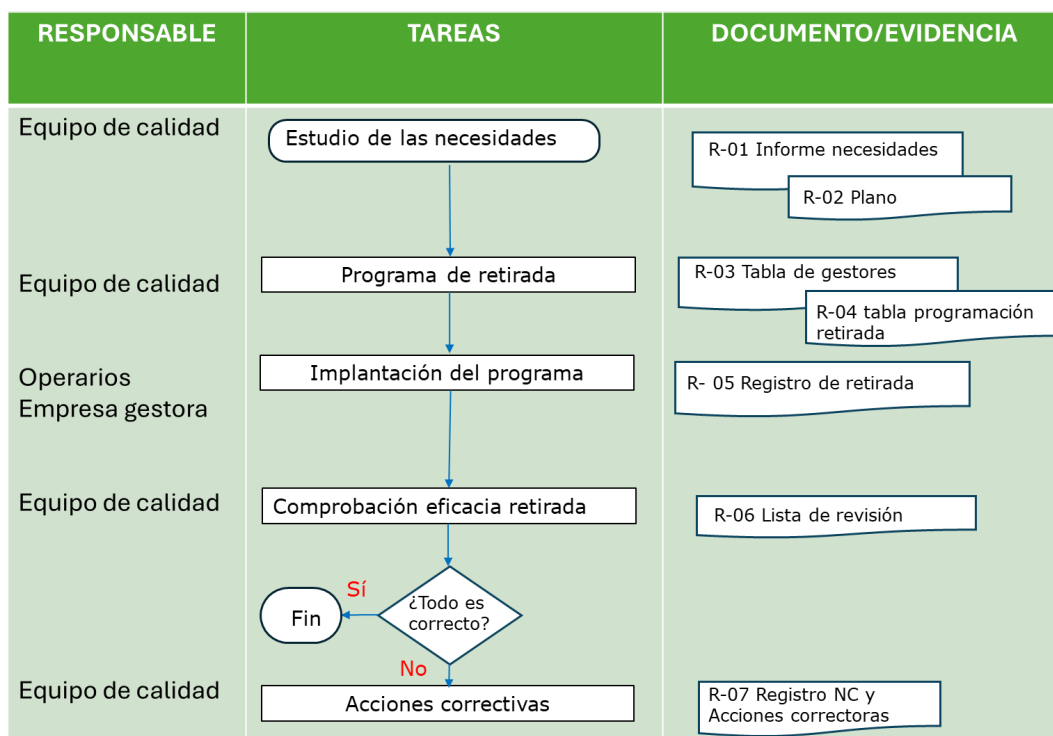 RESPONSABLE
TAREAS
DOCUMENTO/EVIDENCIA
Equipo de calidad
Estudio de las necesidades
R-01 Informe necesidades
R-02 Plano
Equipo de calidad
Programa de retirada
R-03 Tabla de gestores
R-04 tabla programación
retirada
Operarios
Empresa gestora
Implantación del programa
R- 05 Registro de retirada
Equipo de calidad
Comprobación eficacia retirada
R-06 Lista de revisión
Sí
Fin
¿Todo es
correcto?
No
Equipo de calidad
Acciones correctivas
R-07 Registro NC y
Acciones correctoras